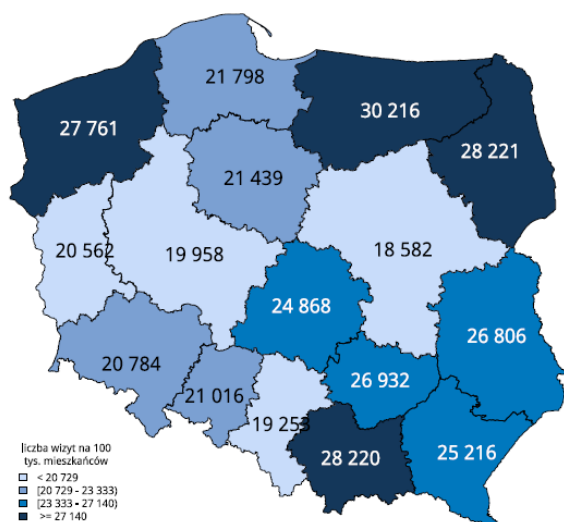 21 798
27 761
30 216
28 221
21 439
20 562
19 958
18 582
24 868
26 806
20 784
26 932
21 016
19 253
28 220
25 216
liczba wizyt na 100
tys. mieszkańców
< 20 729
[20 729 - 23 333)
[23 333 - 27 140)
>= 27 140